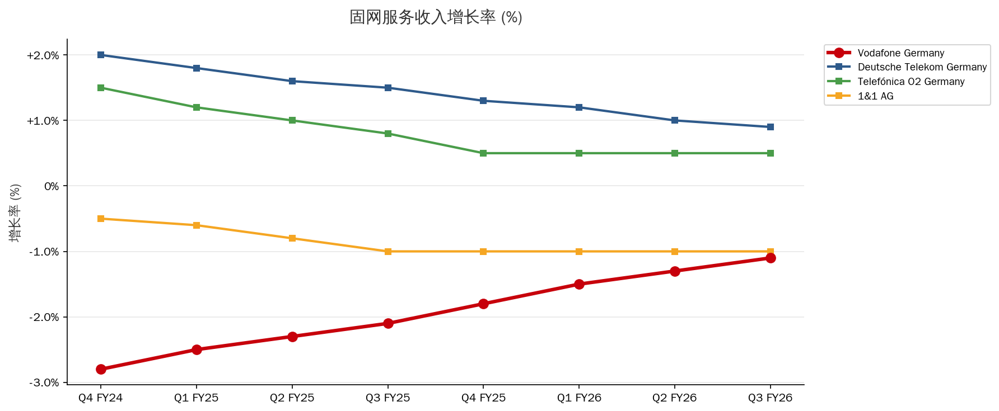 固网服务收入增长率 (%)
+2.0%
+1.0%
0%
-1.0%
-2.0%
-3.0%
增长率 (%)
Q4 FY24
Q1 FY25
Q2 FY25
Q3 FY25
Q4 FY25
Q1 FY26
Q2 FY26
Q3 FY26
Vodafone Germany
Deutsche Telekom Germany
Telefónica O2 Germany
1&1 AG